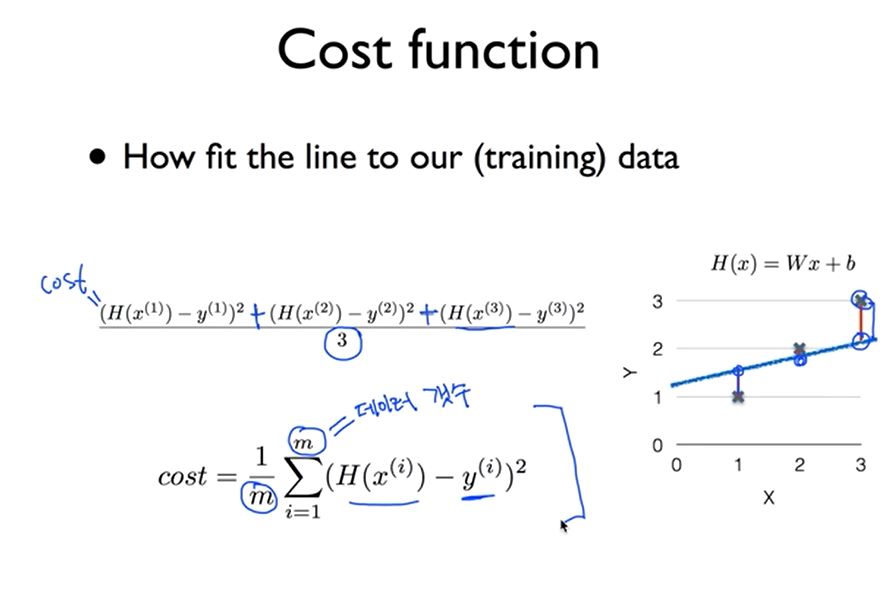 Cost function
• How fit the line to our (training) data
cost =
(H(x^{(1)}) − y^{(1)})^2 + (H(x^{(2)}) − y^{(2)})^2 + (H(x^{(3)}) − y^{(3)})^2
3
m = 데이터 갯수
cost = \frac{1}{m} \sum_{i=1}^{m} (H(x^{(i)}) − y^{(i)})^2
H(x) = Wx + b
3
2
1
0
Y
0 1 2 3
X